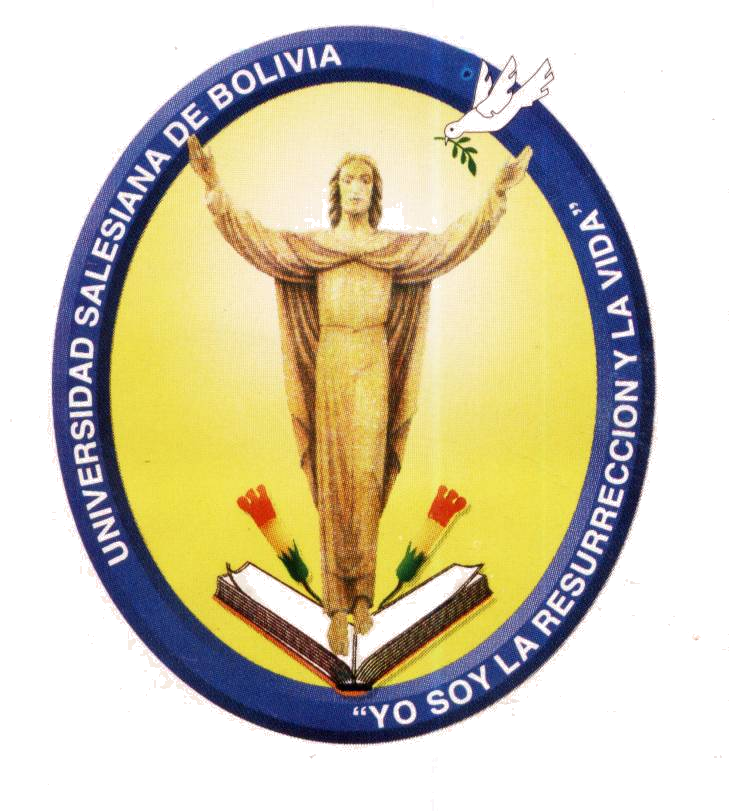 UNIVERSIDAD SALESIANA DE BOLIVIA
“YO SOY LA RESURRECCION Y LA VIDA”